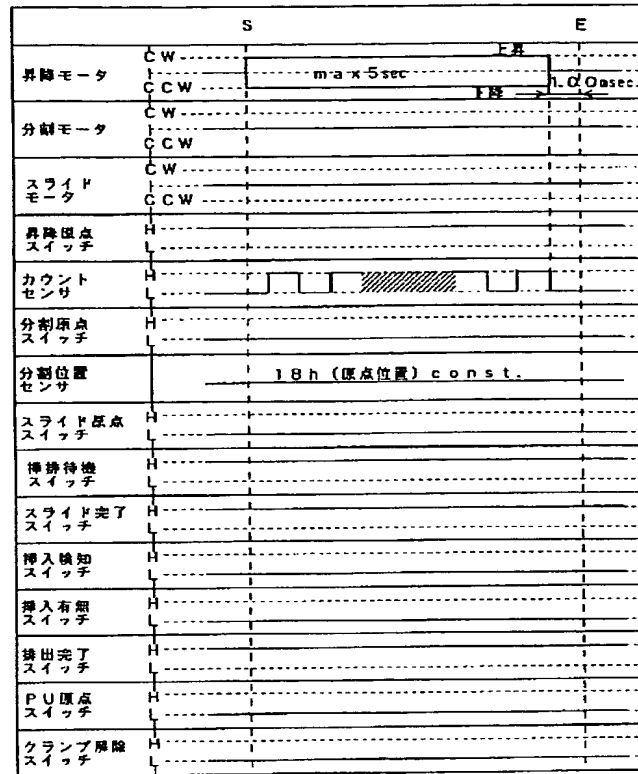 S E
昇降モータ CW CCW max5sec 上昇 下降 100msec.
分割モータ CW CCW
スライド
モータ CW CCW
昇降原点
スイッチ H L
カウント
センサ H L
分割原点
スイッチ H L
分割位置
センサ 18h(原点位置)const.
スライド原点
スイッチ H L
挿排待機
スイッチ H L
スライド完了
スイッチ H L
挿入検知
スイッチ H L
挿入有無
スイッチ H L
排出完了
スイッチ H L
PU原点
スイッチ H L
クランプ解除
スイッチ H L